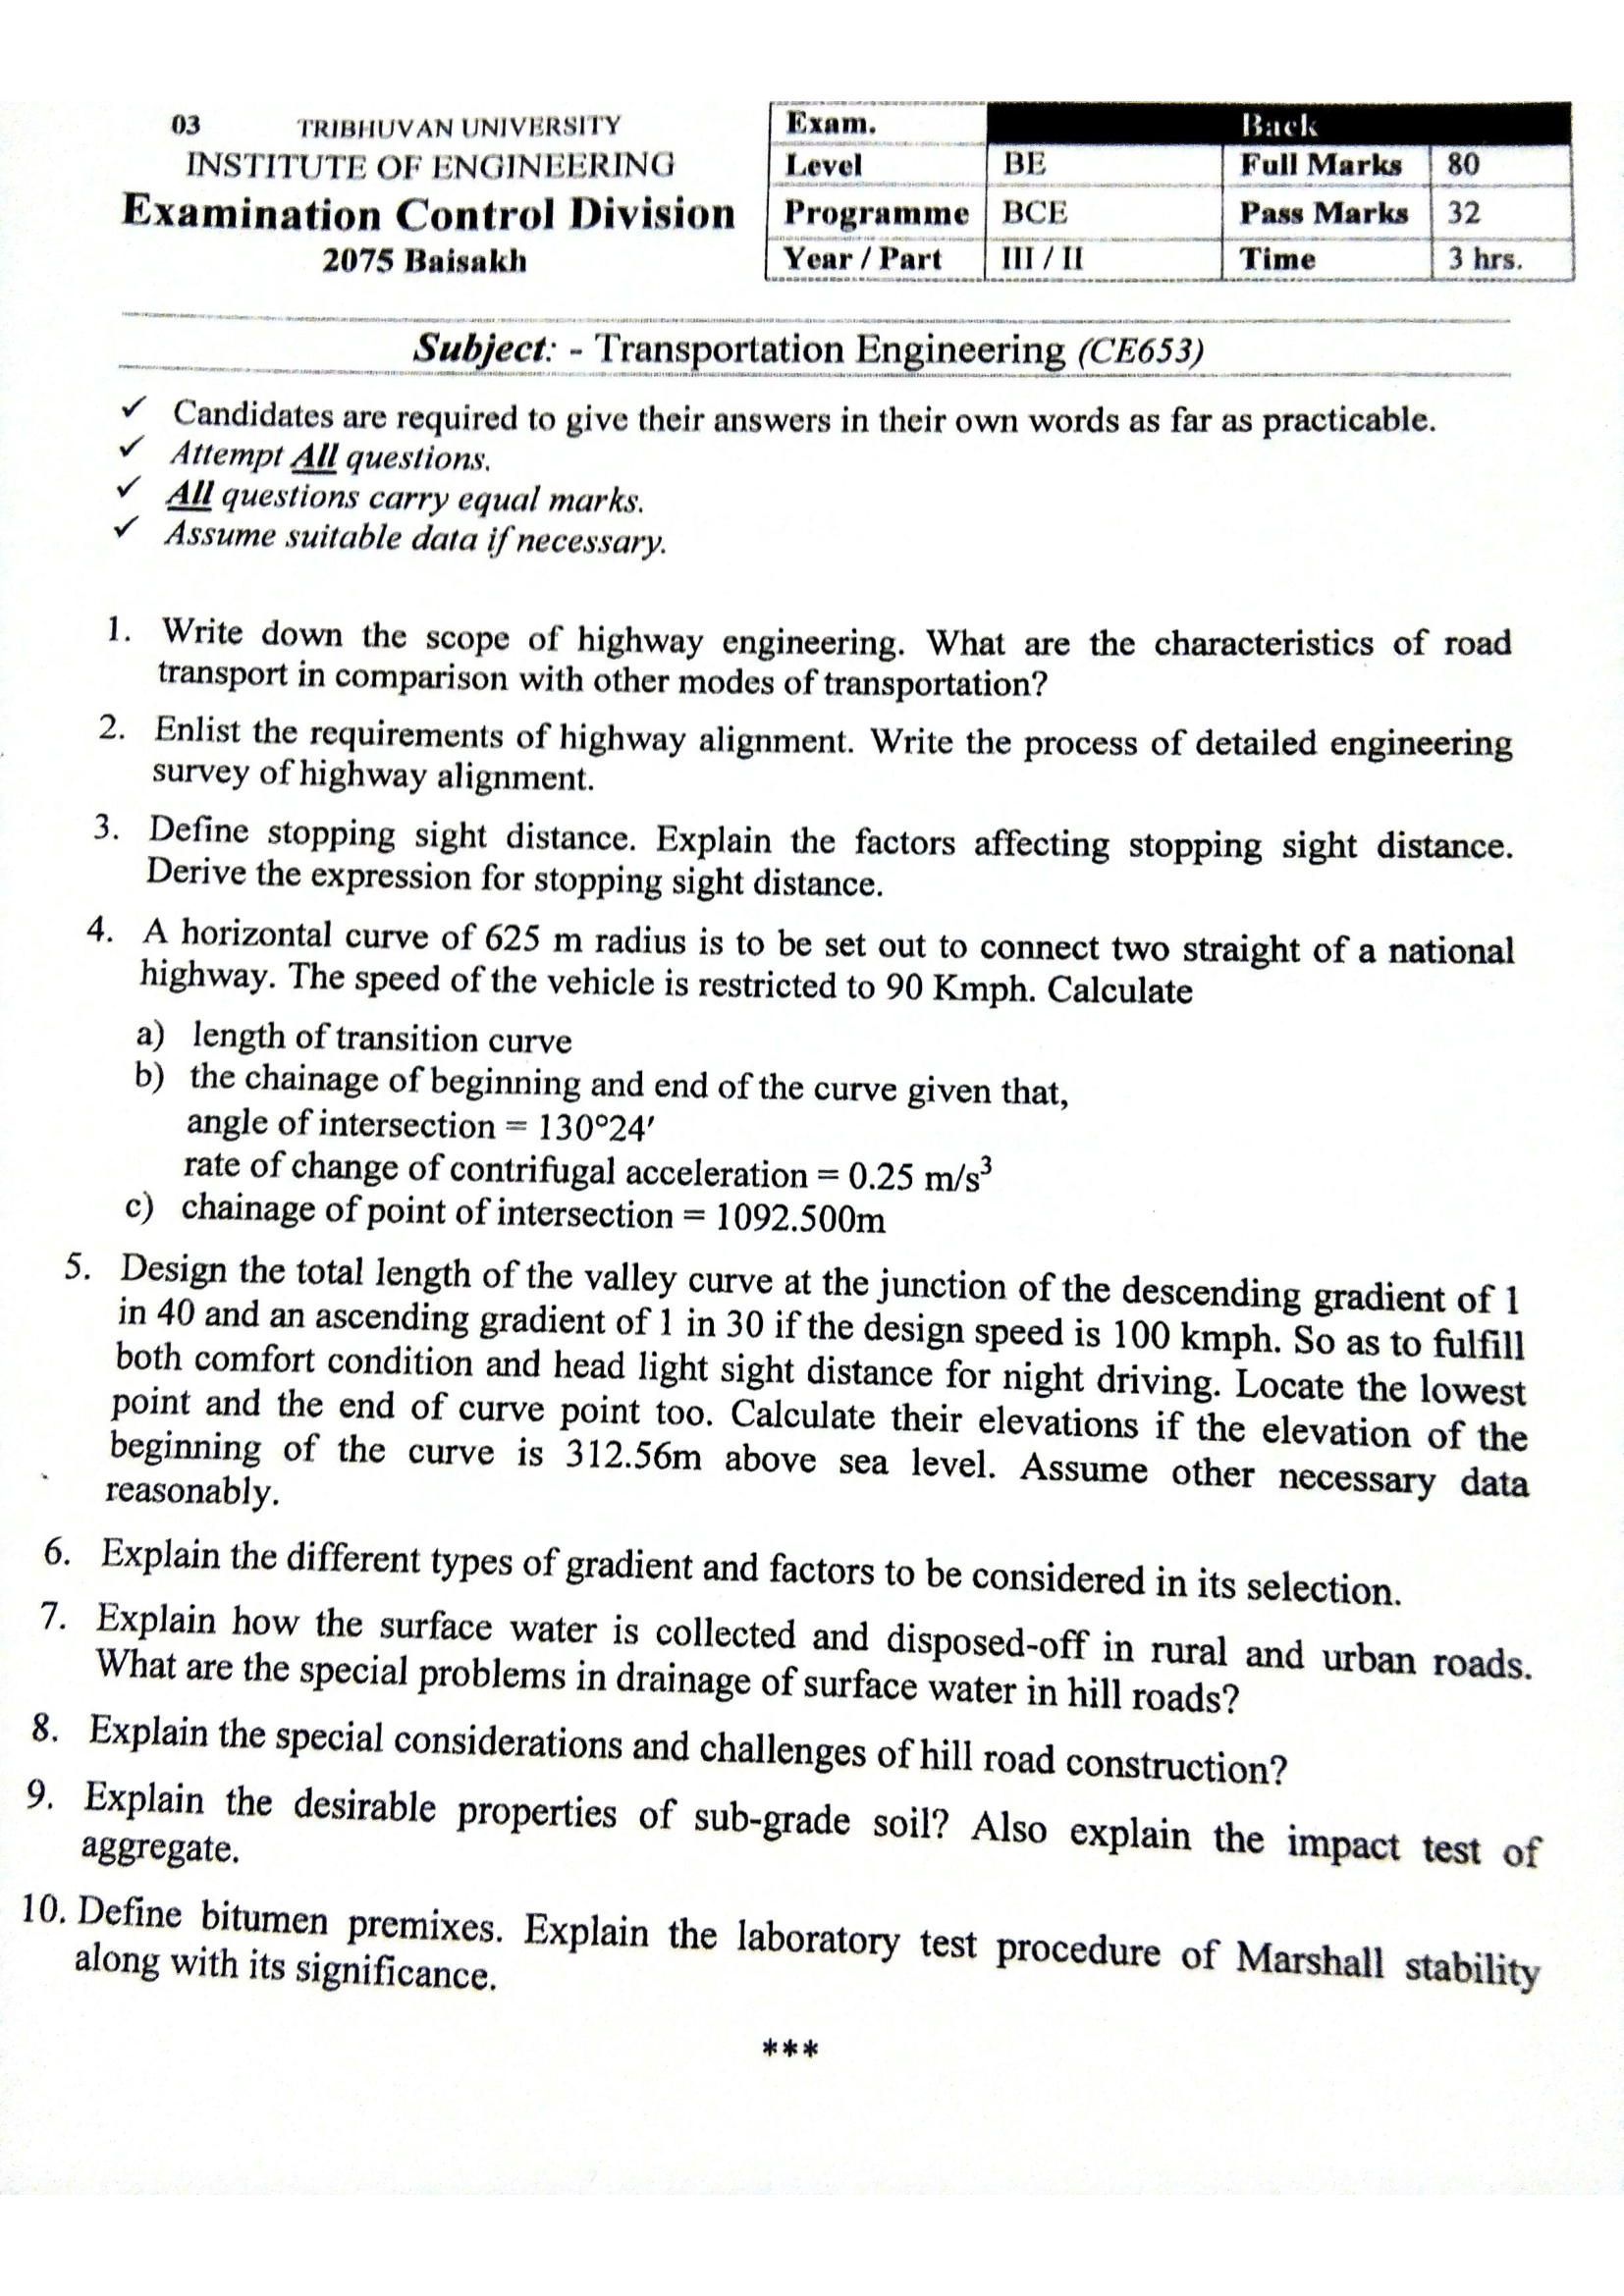 03 TRIBHUVAN UNIVERSITY
INSTITUTE OF ENGINEERING
Examination Control Division
2075 Baisakh
Exam. Back
Level BE Full Marks 80
Programme BCE Pass Marks 32
Year / Part III / II Time 3 hrs.
Subject: - Transportation Engineering (CE653)
✓ Candidates are required to give their answers in their own words as far as practicable.
✓ Attempt All questions.
✓ All questions carry equal marks.
✓ Assume suitable data if necessary.
1. Write down the scope of highway engineering. What are the characteristics of road
transport in comparison with other modes of transportation?
2. Enlist the requirements of highway alignment. Write the process of detailed engineering
survey of highway alignment.
3. Define stopping sight distance. Explain the factors affecting stopping sight distance.
Derive the expression for stopping sight distance.
4. A horizontal curve of 625 m radius is to be set out to connect two straight of a national
highway. The speed of the vehicle is restricted to 90 Kmph. Calculate
a) length of transition curve
b) the chainage of beginning and end of the curve given that,
angle of intersection = 130°24′
rate of change of contrifugal acceleration = 0.25 m/s³
c) chainage of point of intersection = 1092.500m
5. Design the total length of the valley curve at the junction of the descending gradient of 1
in 40 and an ascending gradient of 1 in 30 if the design speed is 100 kmph. So as to fulfill
both comfort condition and head light sight distance for night driving. Locate the lowest
point and the end of curve point too. Calculate their elevations if the elevation of the
beginning of the curve is 312.56m above sea level. Assume other necessary data
reasonably.
6. Explain the different types of gradient and factors to be considered in its selection.
7. Explain how the surface water is collected and disposed-off in rural and urban roads.
What are the special problems in drainage of surface water in hill roads?
8. Explain the special considerations and challenges of hill road construction?
9. Explain the desirable properties of sub-grade soil? Also explain the impact test of
aggregate.
10. Define bitumen premixes. Explain the laboratory test procedure of Marshall stability
along with its significance.
***